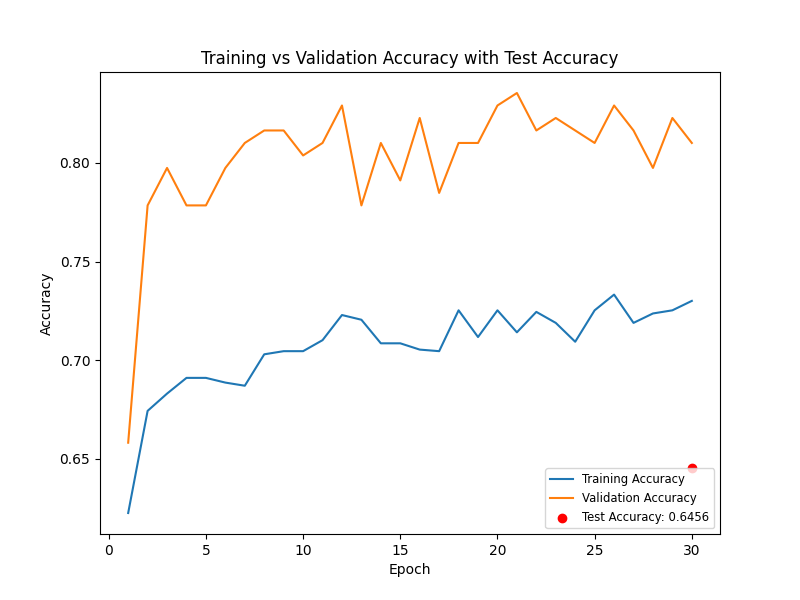 Training vs Validation Accuracy with Test Accuracy
Accuracy
0.80
0.75
0.70
0.65
Training Accuracy
Validation Accuracy
Test Accuracy: 0.6456
0 5 10 15 20 25 30
Epoch